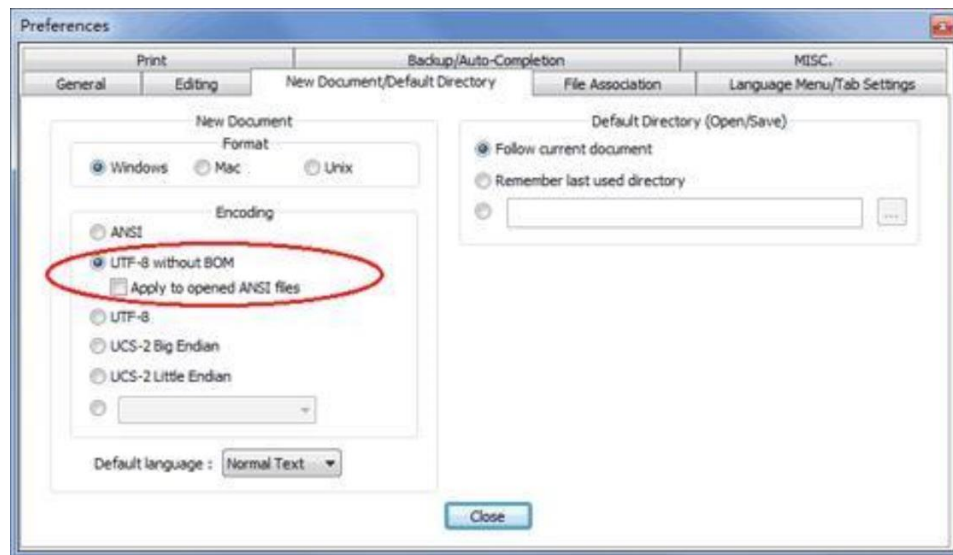 Preferences
Print Backup/Auto-Completion MISC.
General Editing New Document/Default Directory File Association Language Menu/Tab Settings
New Document
Format
Windows Mac Unix
Encoding
ANSI
UTF-8 without BOM
Apply to opened ANSI files
UTF-8
UCS-2 Big Endian
UCS-2 Little Endian
Default language : Normal Text
Default Directory (Open/Save)
Follow current document
Remember last used directory
...
Close